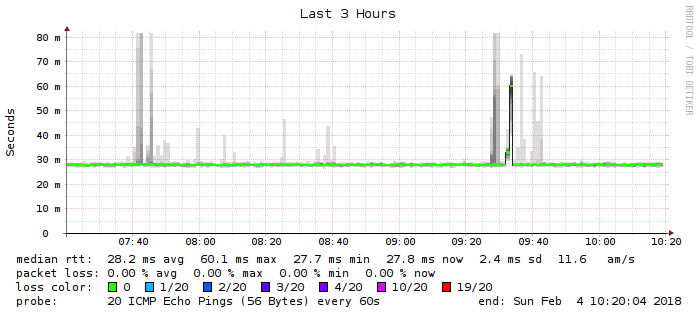 Last 3 Hours
RRDTOOL / TOBI OETIKER
Seconds
80 m
70 m
60 m
50 m
40 m
30 m
20 m
10 m
0
07:40 08:00 08:20 08:40 09:00 09:20 09:40 10:00 10:20
median rtt: 28.2 ms avg 60.1 ms max 27.7 ms min 27.8 ms now 2.4 ms sd 11.6 am/s
packet loss: 0.00 % avg 0.00 % max 0.00 % min 0.00 % now
loss color: 0 1/20 2/20 3/20 4/20 10/20 19/20
probe: 20 ICMP Echo Pings (56 Bytes) every 60s end: Sun Feb 4 10:20:04 2018